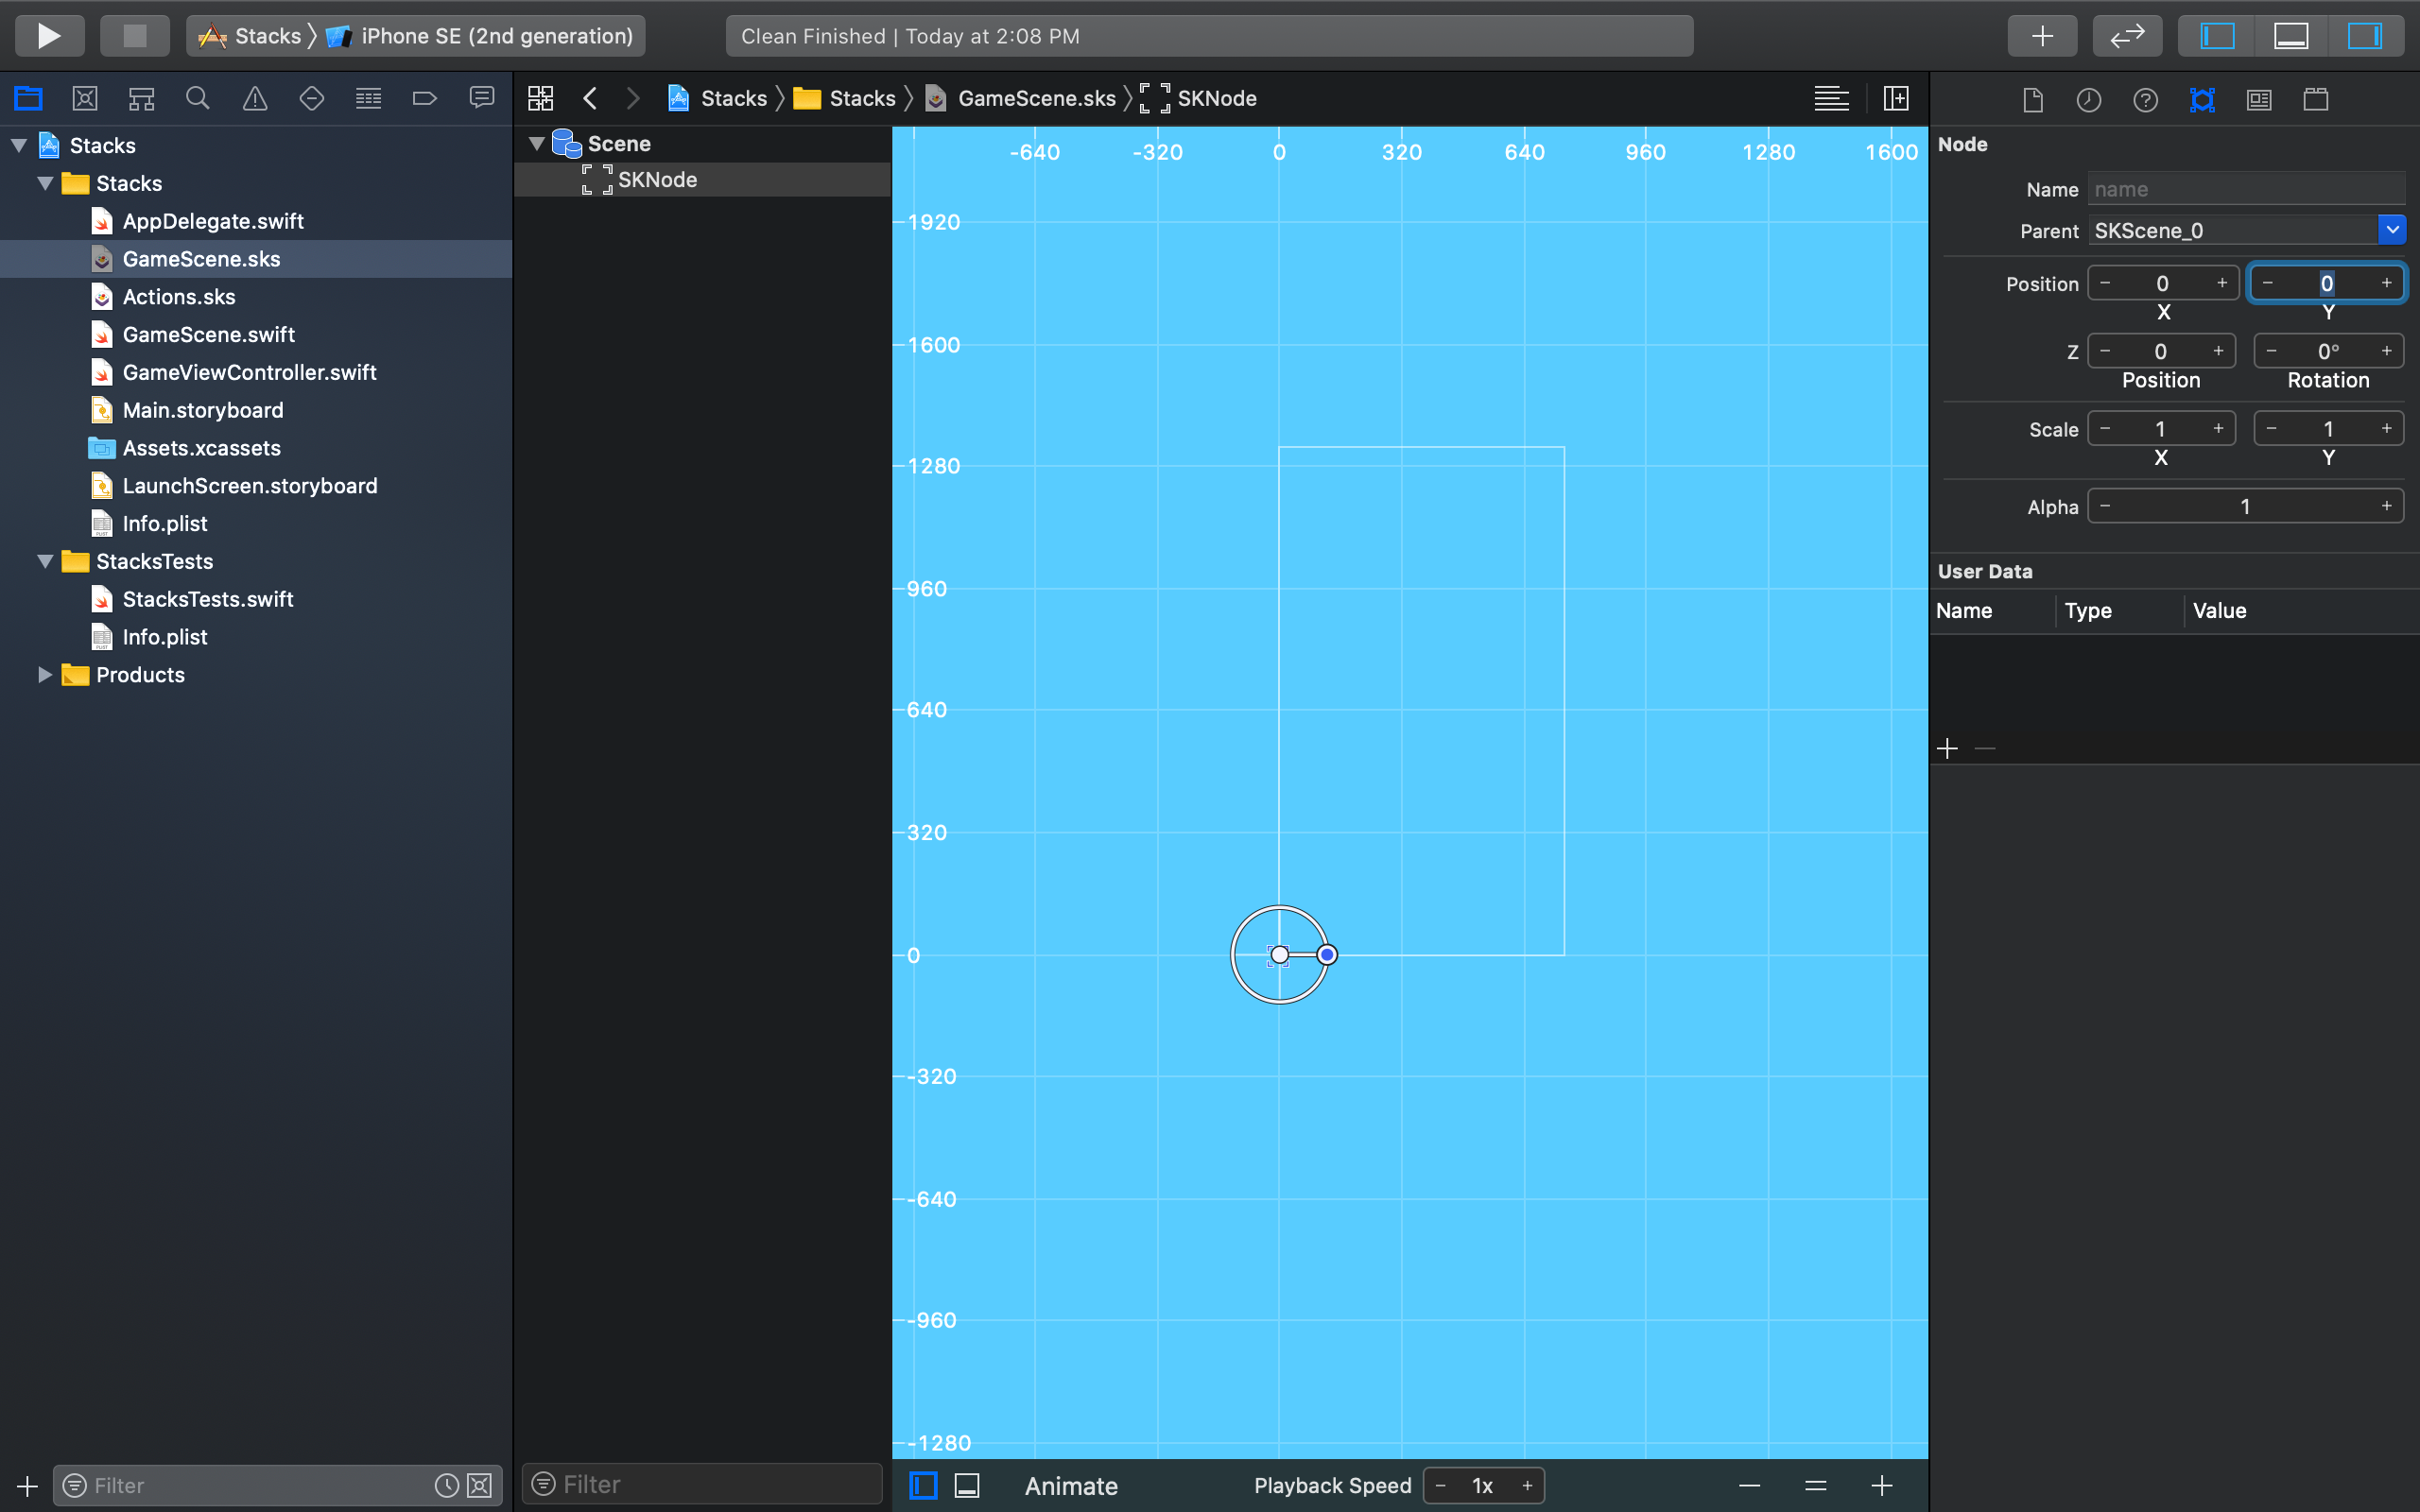 Stacks iPhone SE (2nd generation)
Clean Finished | Today at 2:08 PM
Stacks
Stacks
AppDelegate.swift
GameScene.sks
Actions.sks
GameScene.swift
GameViewController.swift
Main.storyboard
Assets.xcassets
LaunchScreen.storyboard
Info.plist
StacksTests
StacksTests.swift
Info.plist
Products
Filter
Stacks Stacks GameScene.sks SKNode
Scene
SKNode
Filter
-640 -320 0 320 640 960 1280 1600
1920
1600
1280
960
640
320
0
-320
-640
-960
-1280
Animate Playback Speed - 1x +
Node
Name name
Parent SKScene_0
Position - 0 + - 0 +
X Y
Z - 0 + - 0° +
Position Rotation
Scale - 1 + - 1 +
X Y
Alpha - 1 +
User Data
Name Type Value